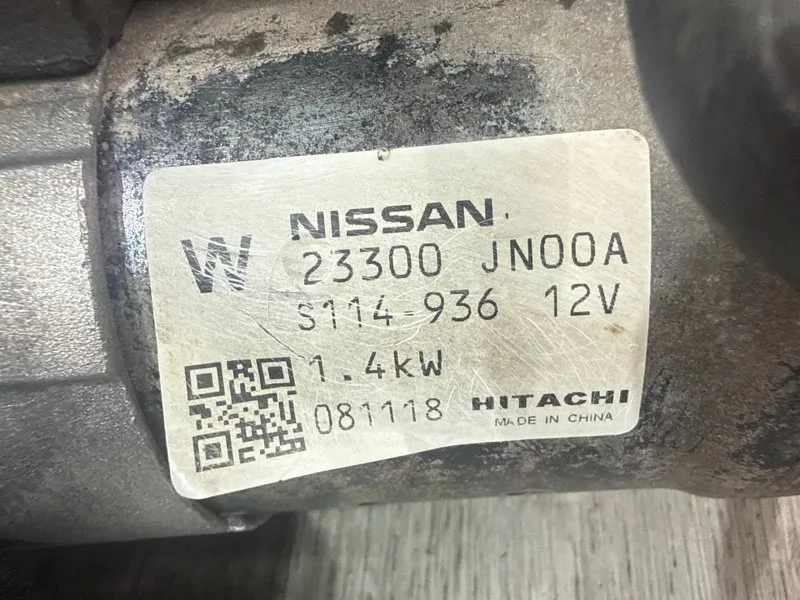 NISSAN
W 23300 JN00A
S114-936 12V
1.4kW
081118 HITACHI
MADE IN CHINA